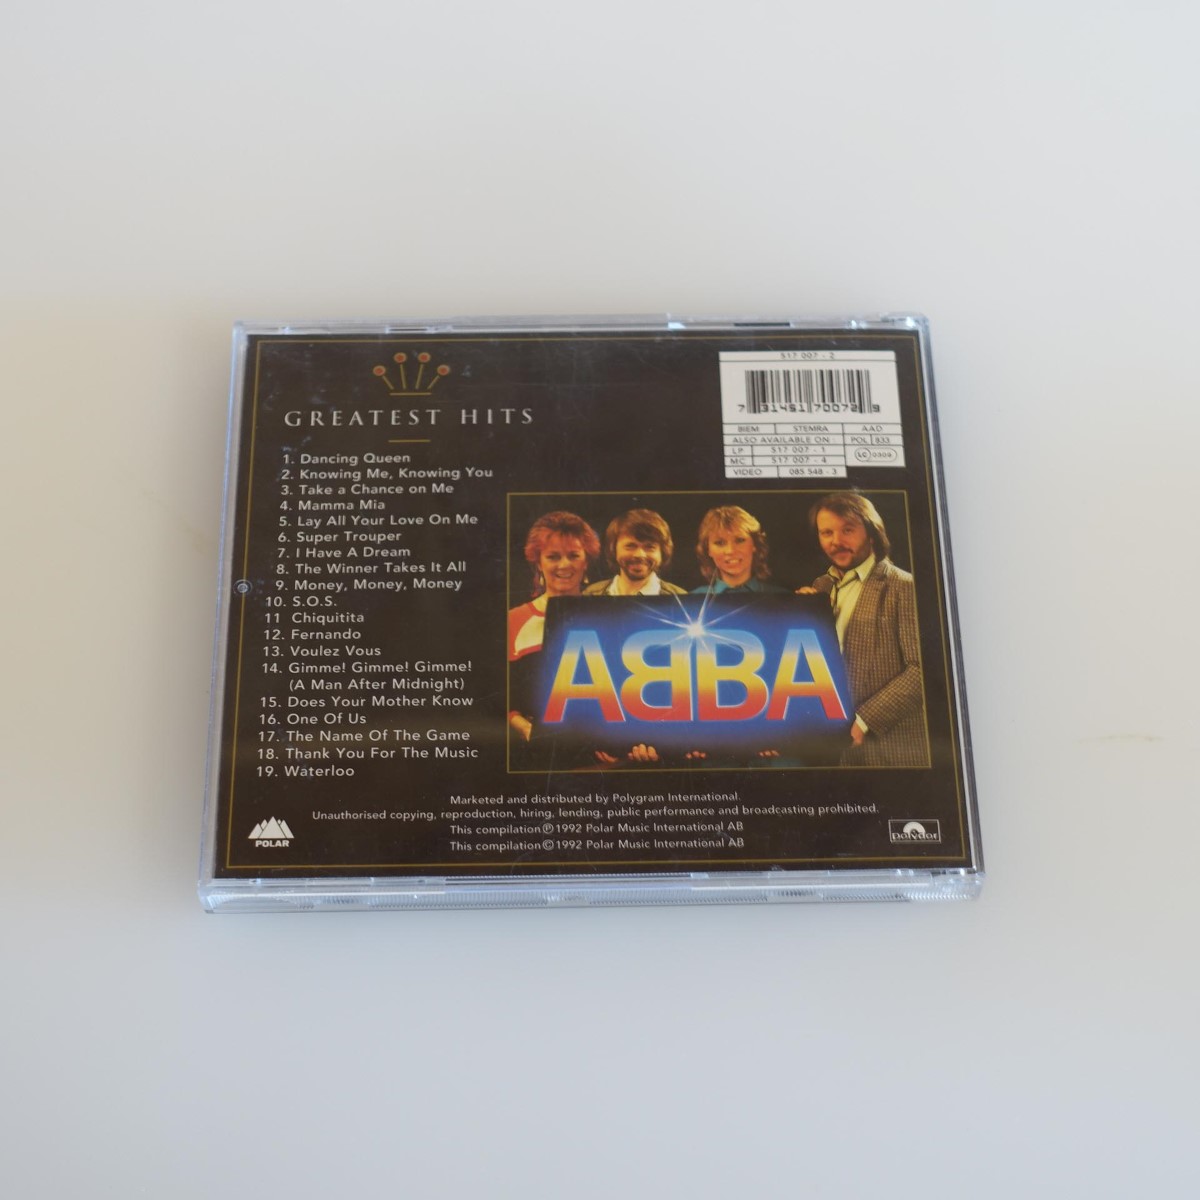 GREATEST HITS
1. Dancing Queen
2. Knowing Me, Knowing You
3. Take a Chance on Me
4. Mamma Mia
5. Lay All Your Love On Me
6. Super Trouper
7. I Have A Dream
8. The Winner Takes It All
9. Money, Money, Money
10. S.O.S.
11 Chiquitita
12. Fernando
13. Voulez Vous
14. Gimme! Gimme! Gimme!
(A Man After Midnight)
15. Does Your Mother Know
16. One Of Us
17. The Name Of The Game
18. Thank You For The Music
19. Waterloo
517 007 - 2
7 31451 70072 9
BIEM STEMRA AAD
ALSO AVAILABLE ON : POL 833
LP 517 007 - 1
MC 517 007 - 4
VIDEO 085 548 - 3
LC 0309
ABBA
Marketed and distributed by Polygram International.
Unauthorised copying, reproduction, hiring, lending, public performance and broadcasting prohibited.
This compilation ℗ 1992 Polar Music International AB
This compilation © 1992 Polar Music International AB
POLAR
Polydor